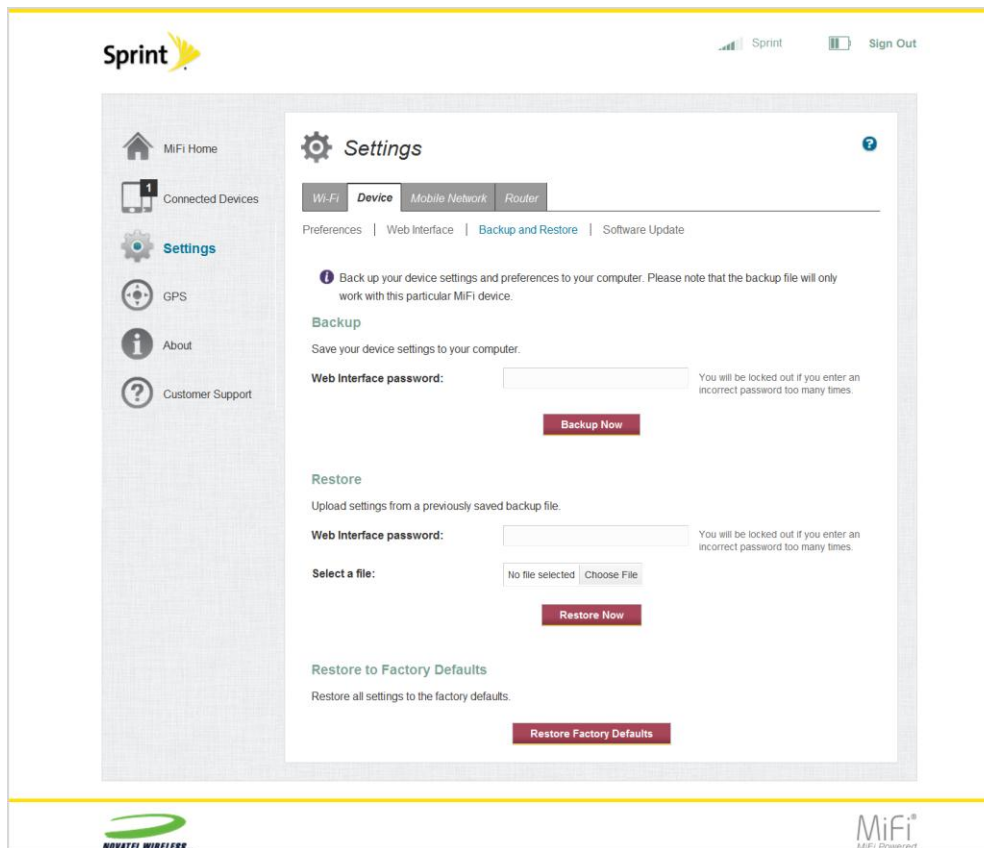 Sprint
Sprint
Sign Out
MiFi Home
1
Connected Devices
Settings
GPS
About
Customer Support
Settings
?
Wi-Fi Device Mobile Network Router
Preferences | Web Interface | Backup and Restore | Software Update
i Back up your device settings and preferences to your computer. Please note that the backup file will only
work with this particular MiFi device.
Backup
Save your device settings to your computer.
Web Interface password:
You will be locked out if you enter an
incorrect password too many times.
Backup Now
Restore
Upload settings from a previously saved backup file.
Web Interface password:
You will be locked out if you enter an
incorrect password too many times.
Select a file:
No file selected Choose File
Restore Now
Restore to Factory Defaults
Restore all settings to the factory defaults.
Restore Factory Defaults
NOVATEL WIRELESS
MiFi®
MiFi Powered